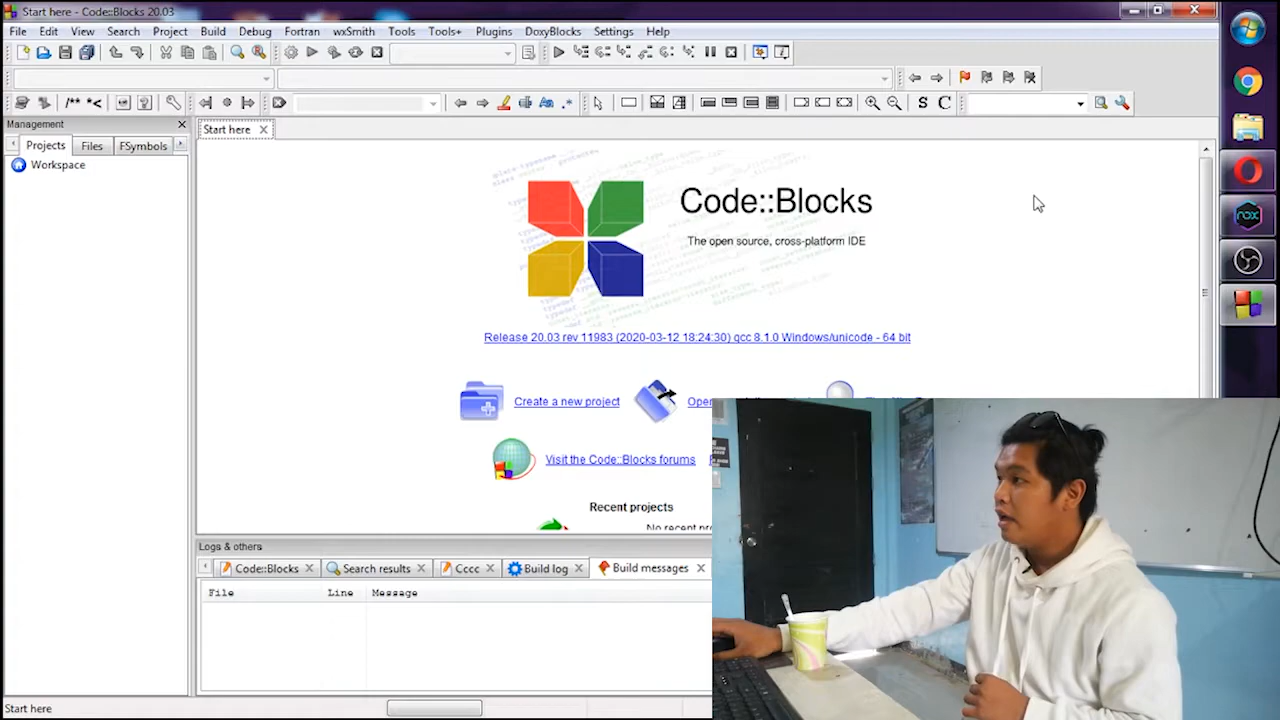 Start here - Code::Blocks 20.03
File Edit View Search Project Build Debug Fortran wxSmith Tools Tools+ Plugins DoxyBlocks Settings Help
/** *<
.*
S C
Management
Projects Files FSymbols
Workspace
Start here
Code::Blocks
The open source, cross-platform IDE
Release 20.03 rev 11983 (2020-03-12 18:24:30) gcc 8.1.0 Windows/unicode - 64 bit
Create a new project
Visit the Code::Blocks forums
Recent projects
Logs & others
Code::Blocks Search results Cccc Build log Build messages
File Line Message
Start here
nox